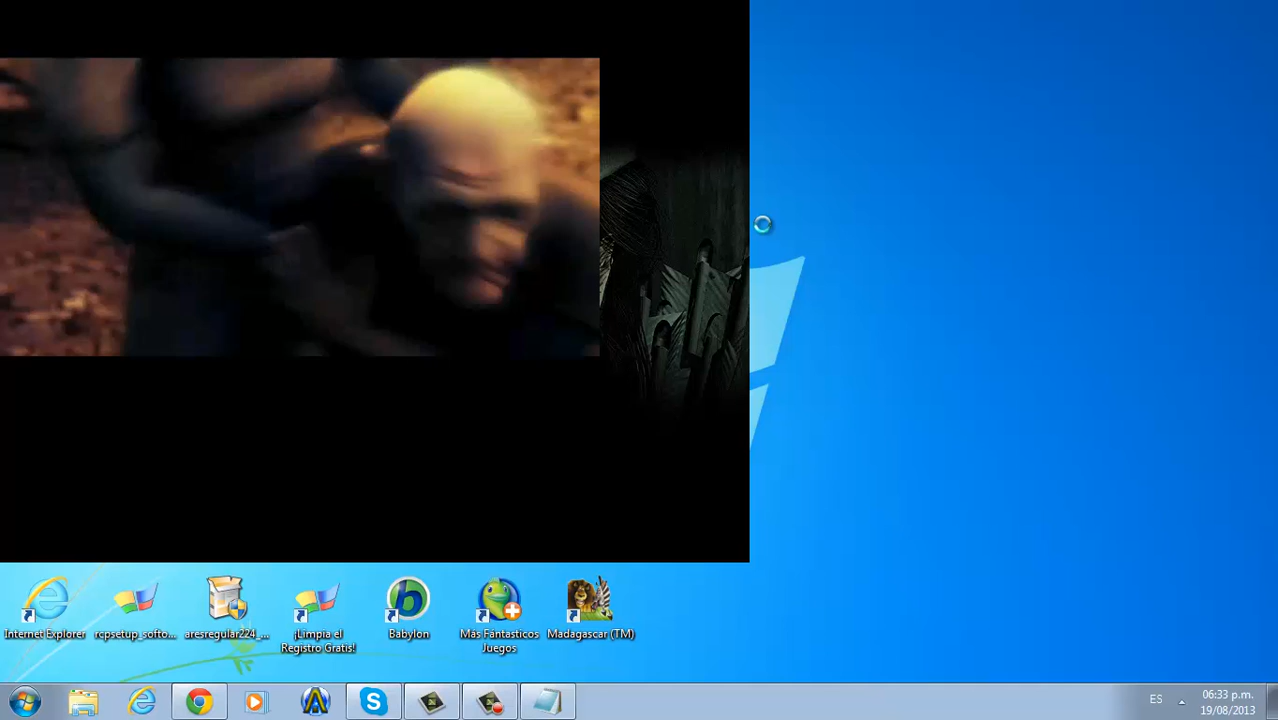 Internet Explorer
rcpsetup_softo...
aresregular224_...
¡Limpia el
Registro Gratis!
Babylon
Más Fantasticos
Juegos
Madagascar (TM)
ES
06:33 p.m.
19/08/2013